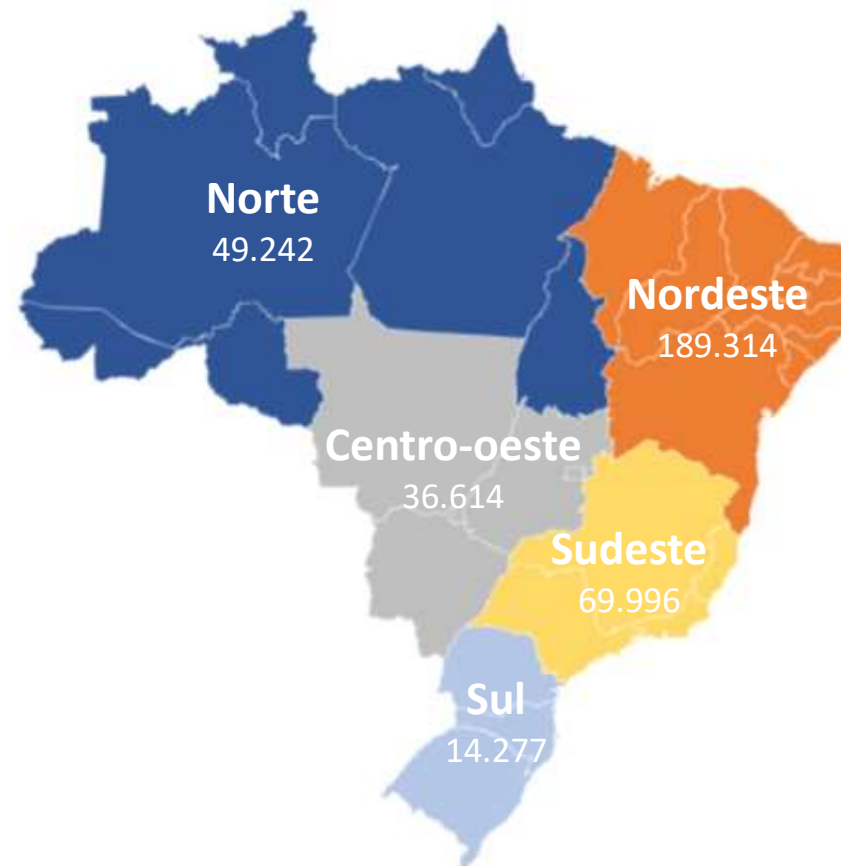 Norte
49.242
Nordeste
189.314
Centro-oeste
36.614
Sudeste
69.996
Sul
14.277